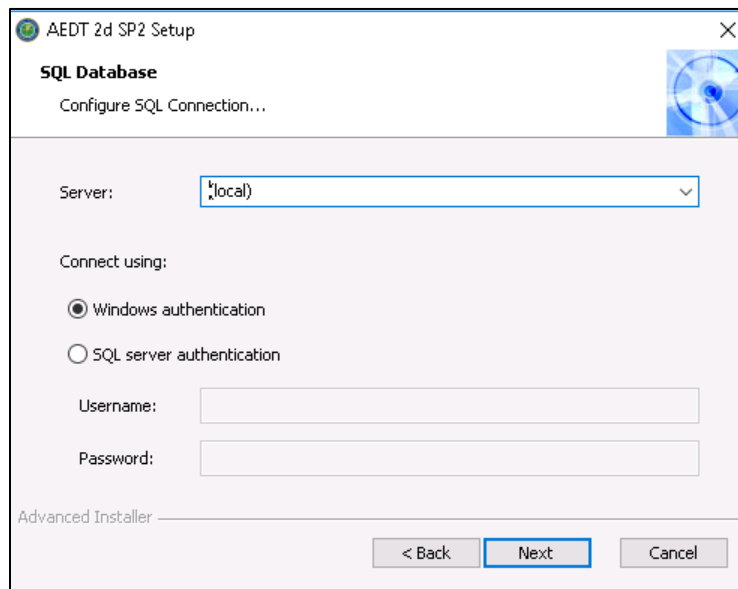 AEDT 2d SP2 Setup
SQL Database
Configure SQL Connection...
Server: (local)
Connect using:
Windows authentication
SQL server authentication
Username:
Password:
Advanced Installer
< Back Next Cancel